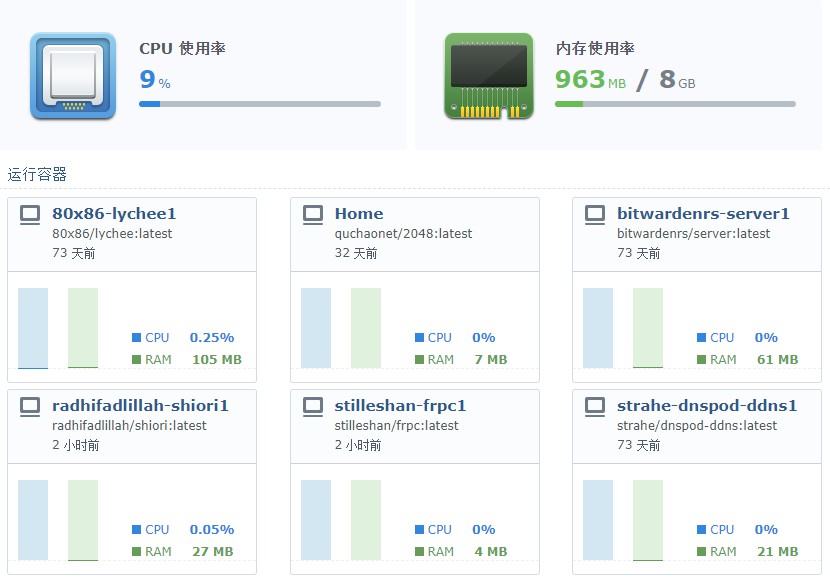 CPU 使用率
9 %
内存使用率
963 MB / 8 GB
运行容器
80x86-lychee1
80x86/lychee:latest
73 天前
CPU 0.25%
RAM 105 MB
Home
quchaonet/2048:latest
32 天前
CPU 0%
RAM 7 MB
bitwardenrs-server1
bitwardenrs/server:latest
73 天前
CPU 0%
RAM 61 MB
radhifadlillah-shiori1
radhifadlillah/shiori:latest
2 小时前
CPU 0.05%
RAM 27 MB
stilleshan-frpc1
stilleshan/frpc:latest
2 小时前
CPU 0%
RAM 4 MB
strahe-dnspod-ddns1
strahe/dnspod-ddns:latest
73 天前
CPU 0%
RAM 21 MB